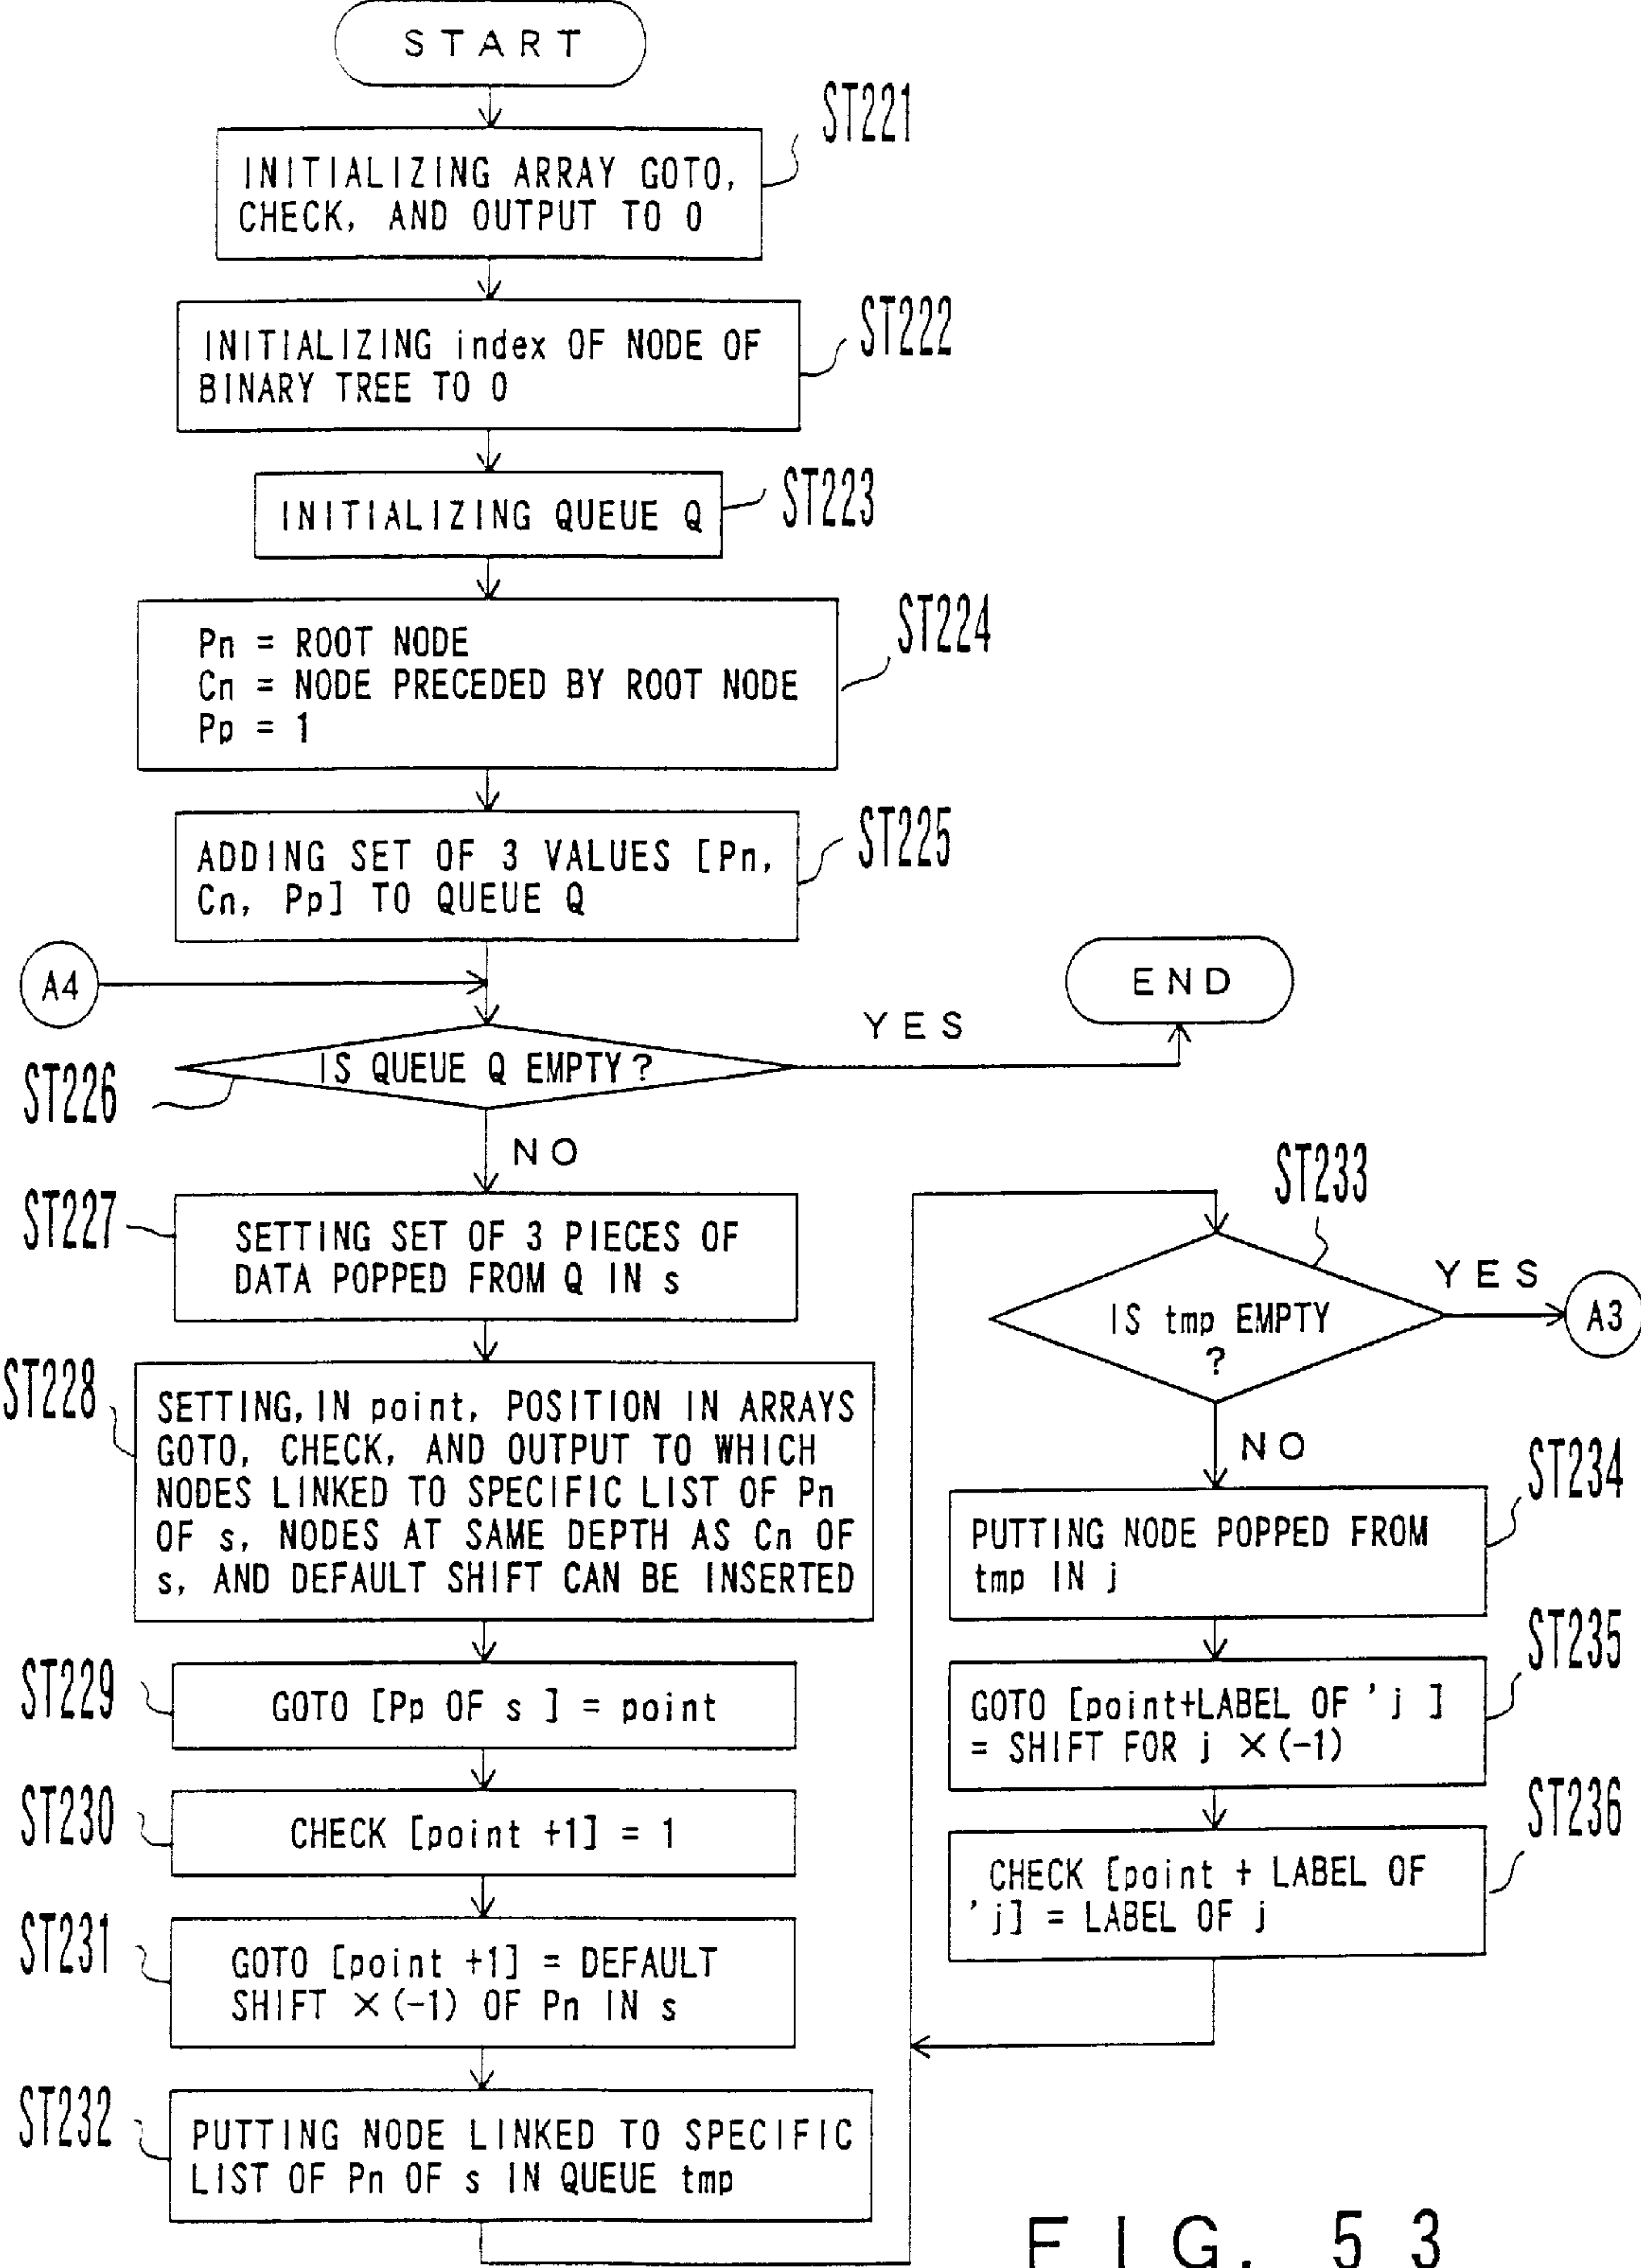 START
ST221
INITIALIZING ARRAY GOTO,
CHECK, AND OUTPUT TO 0
ST222
INITIALIZING index OF NODE OF
BINARY TREE TO 0
ST223
INITIALIZING QUEUE Q
ST224
Pn = ROOT NODE
Cn = NODE PRECEDED BY ROOT NODE
Pp = 1
ST225
ADDING SET OF 3 VALUES [Pn,
Cn, Pp] TO QUEUE Q
A4
END
YES
IS QUEUE Q EMPTY?
ST226
NO
ST227
SETTING SET OF 3 PIECES OF
DATA POPPED FROM Q IN s
ST228
SETTING, IN point, POSITION IN ARRAYS
GOTO, CHECK, AND OUTPUT TO WHICH
NODES LINKED TO SPECIFIC LIST OF Pn
OF s, NODES AT SAME DEPTH AS Cn OF
s, AND DEFAULT SHIFT CAN BE INSERTED
ST229
GOTO [Pp OF s ] = point
ST230
CHECK [point +1] = 1
ST231
GOTO [point +1] = DEFAULT
SHIFT ×(-1) OF Pn IN s
ST232
PUTTING NODE LINKED TO SPECIFIC
LIST OF Pn OF s IN QUEUE tmp
ST233
IS tmp EMPTY
?
YES
A3
NO
ST234
PUTTING NODE POPPED FROM
tmp IN j
ST235
GOTO [point+LABEL OF ' j ]
= SHIFT FOR j ×(-1)
ST236
CHECK [point + LABEL OF
' j] = LABEL OF j
FIG. 53